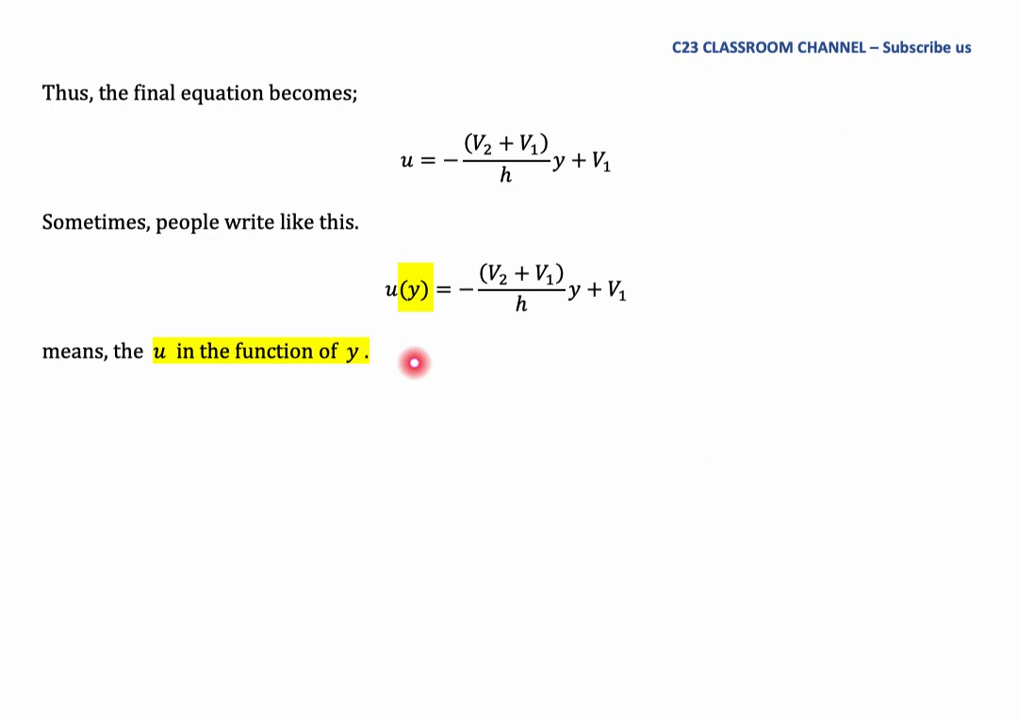 C23 CLASSROOM CHANNEL – Subscribe us
Thus, the final equation becomes;
u = −(V₂ + V₁)/h y + V₁
Sometimes, people write like this.
u(y) = −(V₂ + V₁)/h y + V₁
means, the u in the function of y .